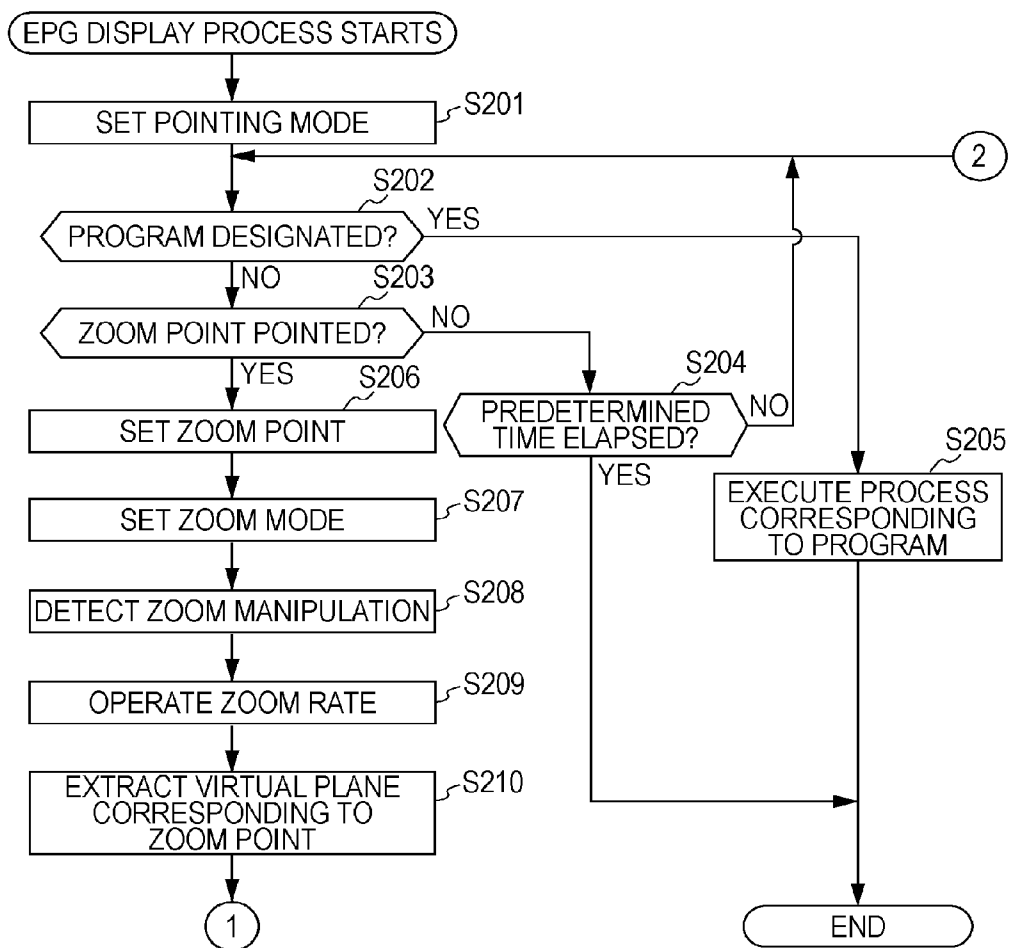 EPG DISPLAY PROCESS STARTS
S201
SET POINTING MODE
2
S202
PROGRAM DESIGNATED?
YES
NO
S203
ZOOM POINT POINTED?
NO
YES
S206
SET ZOOM POINT
S204
PREDETERMINED
TIME ELAPSED?
NO
YES
S205
EXECUTE PROCESS
CORRESPONDING
TO PROGRAM
S207
SET ZOOM MODE
S208
DETECT ZOOM MANIPULATION
S209
OPERATE ZOOM RATE
S210
EXTRACT VIRTUAL PLANE
CORRESPONDING TO
ZOOM POINT
1
END